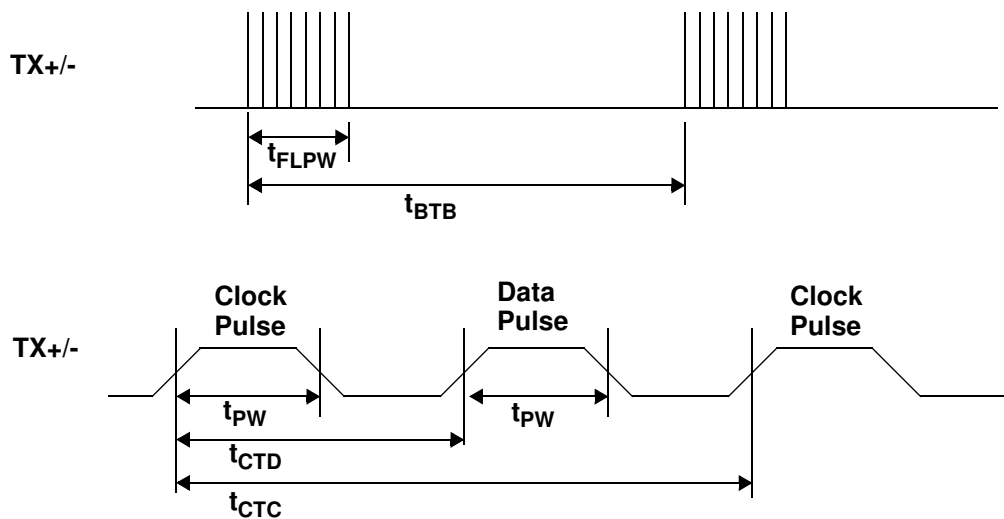 TX+/-
tFLPW
tBTB
Clock
Pulse
Data
Pulse
Clock
Pulse
TX+/-
tPW
tPW
tCTD
tCTC